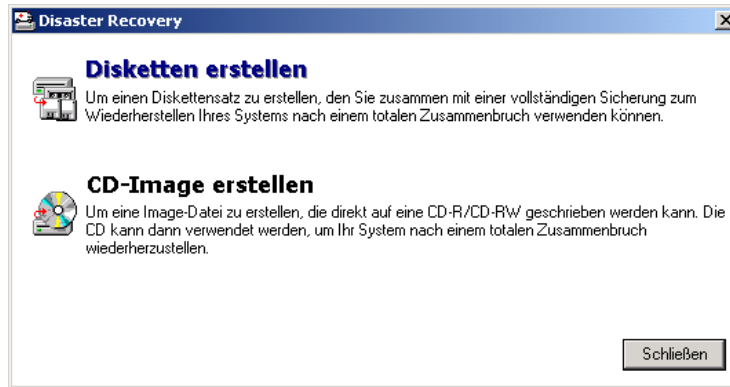 Disaster Recovery
Disketten erstellen
Um einen Diskettensatz zu erstellen, den Sie zusammen mit einer vollständigen Sicherung zum
Wiederherstellen Ihres Systems nach einem totalen Zusammenbruch verwenden können.
CD-Image erstellen
Um eine Image-Datei zu erstellen, die direkt auf eine CD-R/CD-RW geschrieben werden kann. Die
CD kann dann verwendet werden, um Ihr System nach einem totalen Zusammenbruch
wiederherzustellen.
Schließen